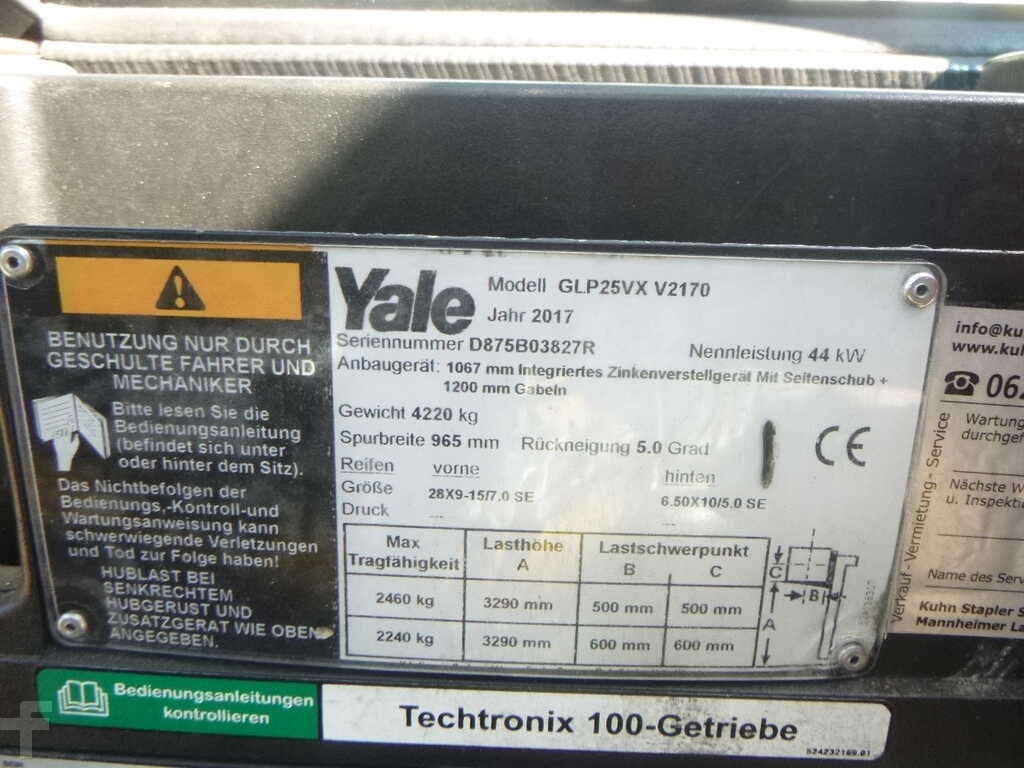 BENUTZUNG NUR DURCH
GESCHULTE FAHRER UND
MECHANIKER
Bitte lesen Sie die
Bedienungsanleitung
(befindet sich unter
oder hinter dem Sitz).
Das Nichtbefolgen der
Bedienungs,-Kontroll-und
Wartungsanweisung kann
schwerwiegende Verletzungen
und Tod zur Folge haben!
HUBLAST BEI
SENKRECHTEM
HUBGERUST UND
ZUSATZGERAT WIE OBEN
ANGEGEBEN.
Yale
Modell GLP25VX V2170
Jahr 2017
Seriennummer D875B03827R
Nennleistung 44 kW
Anbaugerät: 1067 mm Integriertes Zinkenverstellgerät Mit Seitenschub +
1200 mm Gabeln
Gewicht 4220 kg
Spurbreite 965 mm Rückneigung 5.0 Grad
CE
Reifen vorne hinten
Größe 28X9-15/7.0 SE 6.50X10/5.0 SE
Druck --- ---
Max Tragfähigkeit Lasthöhe A Lastschwerpunkt B C
2460 kg 3290 mm 500 mm 500 mm
2240 kg 3290 mm 600 mm 600 mm
C
B
A
Bedienungsanleitungen
kontrollieren
Techtronix 100-Getriebe
524232169.01
Verkauf - Vermietung - Service
info@ku
www.kuh
☎ 062
Wartung
durchgef
Nächste W
u. Inspekti
Name des Serv
Kuhn Stapler S
Mannheimer La
f